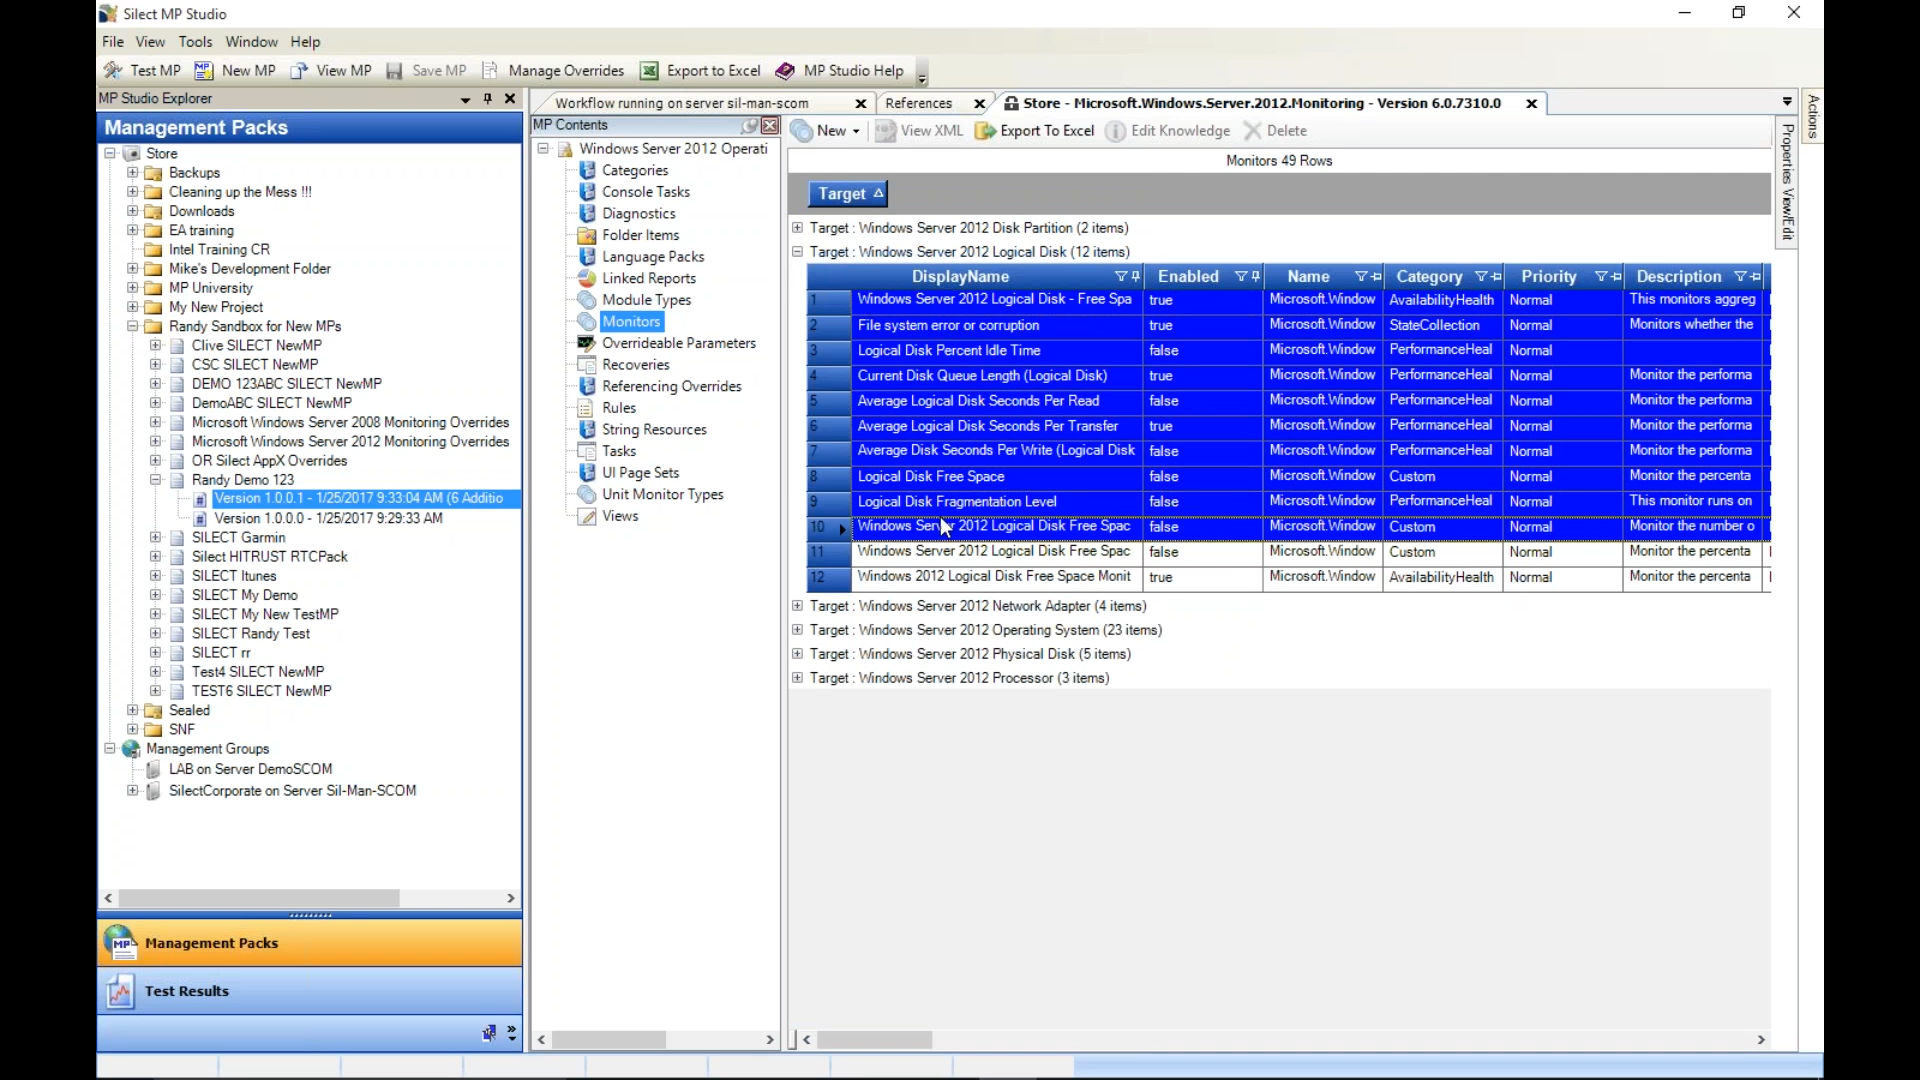 Silect MP Studio
File View Tools Window Help
Test MP New MP View MP Save MP Manage Overrides Export to Excel MP Studio Help
MP Studio Explorer
Management Packs
Store
Backups
Cleaning up the Mess !!!
Downloads
EA training
Intel Training CR
Mike's Development Folder
MP University
My New Project
Randy Sandbox for New MPs
Clive SILECT NewMP
CSC SILECT NewMP
DEMO 123ABC SILECT NewMP
DemoABC SILECT NewMP
Microsoft Windows Server 2008 Monitoring Overrides
Microsoft Windows Server 2012 Monitoring Overrides
OR Silect AppX Overrides
Randy Demo 123
Version 1.0.0.1 - 1/25/2017 9:33:04 AM (6 Additio
Version 1.0.0.0 - 1/25/2017 9:29:33 AM
SILECT Garmin
Silect HITRUST RTCPack
SILECT Itunes
SILECT My Demo
SILECT My New TestMP
SILECT Randy Test
SILECT rr
Test4 SILECT NewMP
TEST6 SILECT NewMP
Sealed
SNF
Management Groups
LAB on Server DemoSCOM
SilectCorporate on Server Sil-Man-SCOM
Management Packs
Test Results
Workflow running on server sil-man-scom References Store - Microsoft.Windows.Server.2012.Monitoring - Version 6.0.7310.0
MP Contents
Windows Server 2012 Operati
Categories
Console Tasks
Diagnostics
Folder Items
Language Packs
Linked Reports
Module Types
Monitors
Overrideable Parameters
Recoveries
Referencing Overrides
Rules
String Resources
Tasks
UI Page Sets
Unit Monitor Types
Views
New View XML Export To Excel Edit Knowledge Delete
Monitors 49 Rows
Target
Target : Windows Server 2012 Disk Partition (2 items)
Target : Windows Server 2012 Logical Disk (12 items)
DisplayName Enabled Name Category Priority Description
1 Windows Server 2012 Logical Disk - Free Spa true Microsoft.Window AvailabilityHealth Normal This monitors aggreg
2 File system error or corruption true Microsoft.Window StateCollection Normal Monitors whether the
3 Logical Disk Percent Idle Time false Microsoft.Window PerformanceHeal Normal
4 Current Disk Queue Length (Logical Disk) true Microsoft.Window PerformanceHeal Normal Monitor the performa
5 Average Logical Disk Seconds Per Read false Microsoft.Window PerformanceHeal Normal Monitor the performa
6 Average Logical Disk Seconds Per Transfer true Microsoft.Window PerformanceHeal Normal Monitor the performa
7 Average Disk Seconds Per Write (Logical Disk false Microsoft.Window PerformanceHeal Normal Monitor the performa
8 Logical Disk Free Space false Microsoft.Window Custom Normal Monitor the percenta
9 Logical Disk Fragmentation Level false Microsoft.Window PerformanceHeal Normal This monitor runs on
10 Windows Server 2012 Logical Disk Free Spac false Microsoft.Window Custom Normal Monitor the number o
11 Windows Server 2012 Logical Disk Free Spac false Microsoft.Window Custom Normal Monitor the percenta
12 Windows 2012 Logical Disk Free Space Monit true Microsoft.Window AvailabilityHealth Normal Monitor the percenta
Target : Windows Server 2012 Network Adapter (4 items)
Target : Windows Server 2012 Operating System (23 items)
Target : Windows Server 2012 Physical Disk (5 items)
Target : Windows Server 2012 Processor (3 items)
Actions
Properties View/Edit